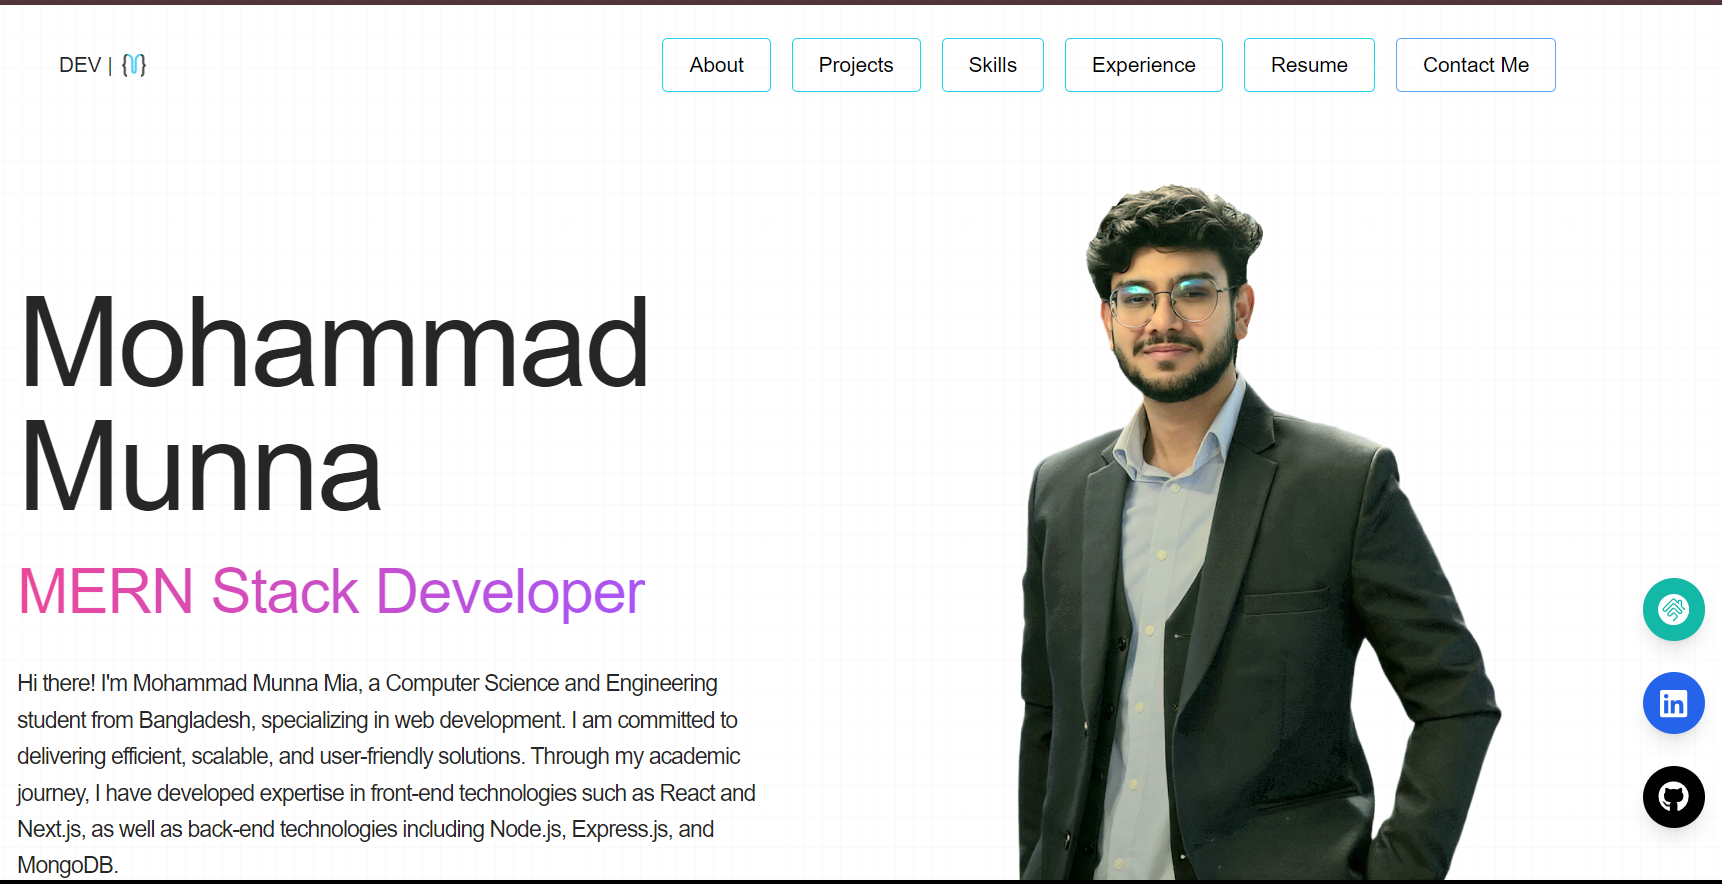 DEV | {M}
About
Projects
Skills
Experience
Resume
Contact Me
Mohammad
Munna
MERN Stack Developer
Hi there! I'm Mohammad Munna Mia, a Computer Science and Engineering
student from Bangladesh, specializing in web development. I am committed to
delivering efficient, scalable, and user-friendly solutions. Through my academic
journey, I have developed expertise in front-end technologies such as React and
Next.js, as well as back-end technologies including Node.js, Express.js, and
MongoDB.
in